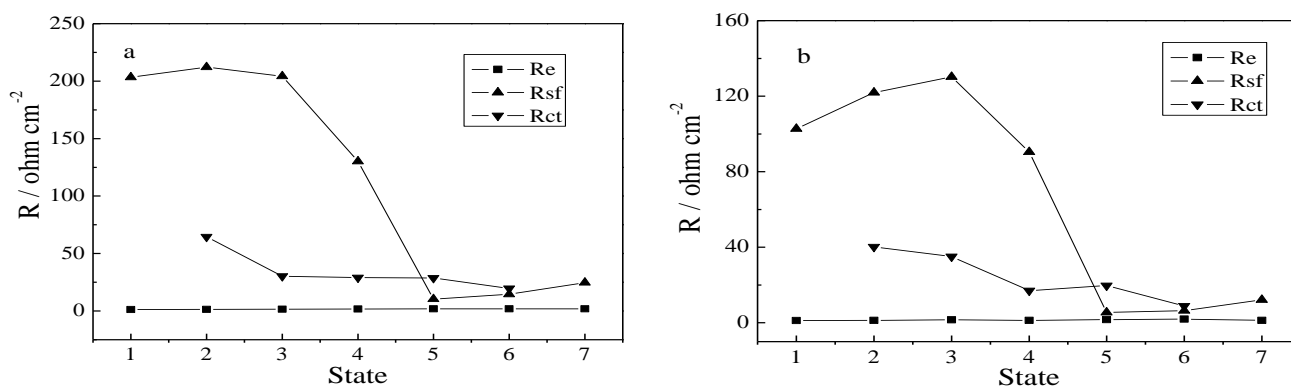 a
Re
Rsf
Rct
250
200
150
100
50
0
R / ohm cm⁻²
1 2 3 4 5 6 7
State
b
Re
Rsf
Rct
160
120
80
40
0
R / ohm cm⁻²
1 2 3 4 5 6 7
State